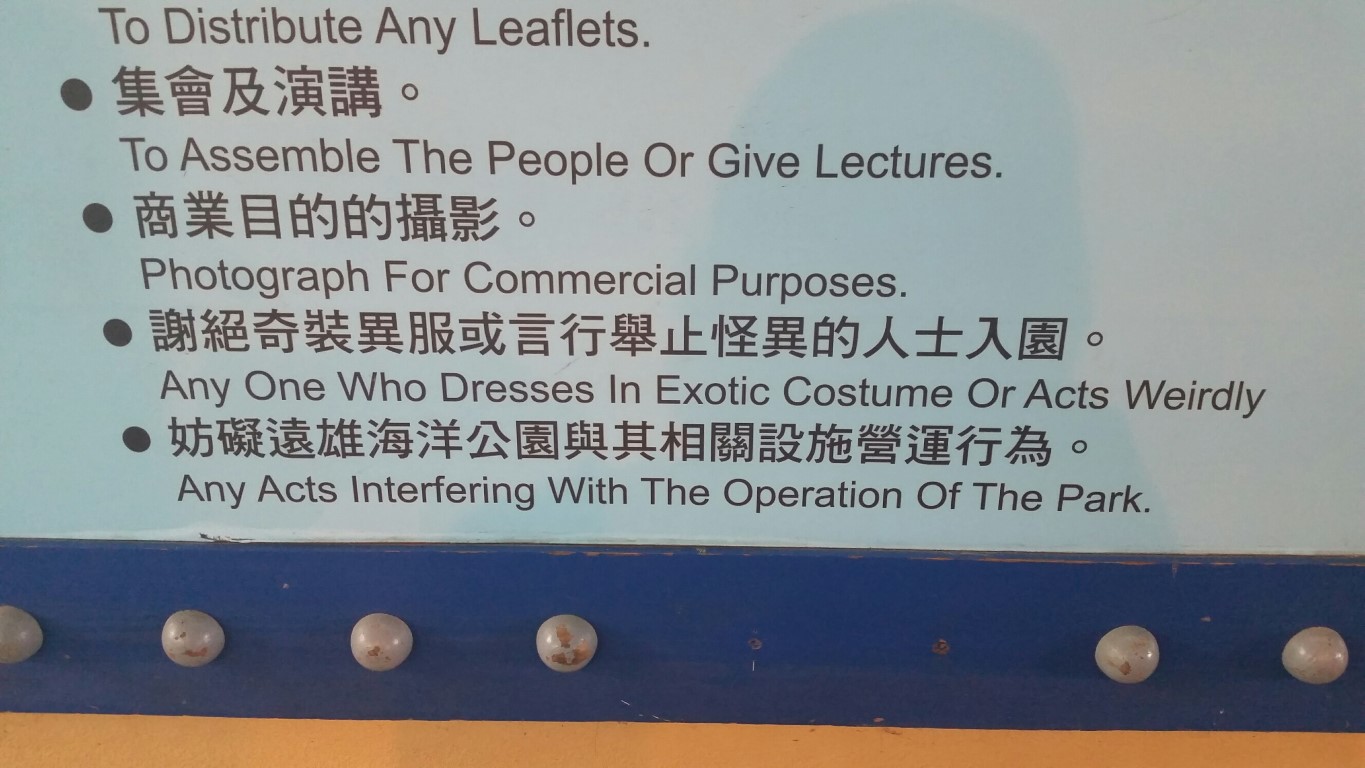 To Distribute Any Leaflets.
● 集會及演講。
To Assemble The People Or Give Lectures.
● 商業目的的攝影。
Photograph For Commercial Purposes.
● 謝絕奇裝異服或言行舉止怪異的人士入園。
Any One Who Dresses In Exotic Costume Or Acts Weirdly
● 妨礙遠雄海洋公園與其相關設施營運行為。
Any Acts Interfering With The Operation Of The Park.